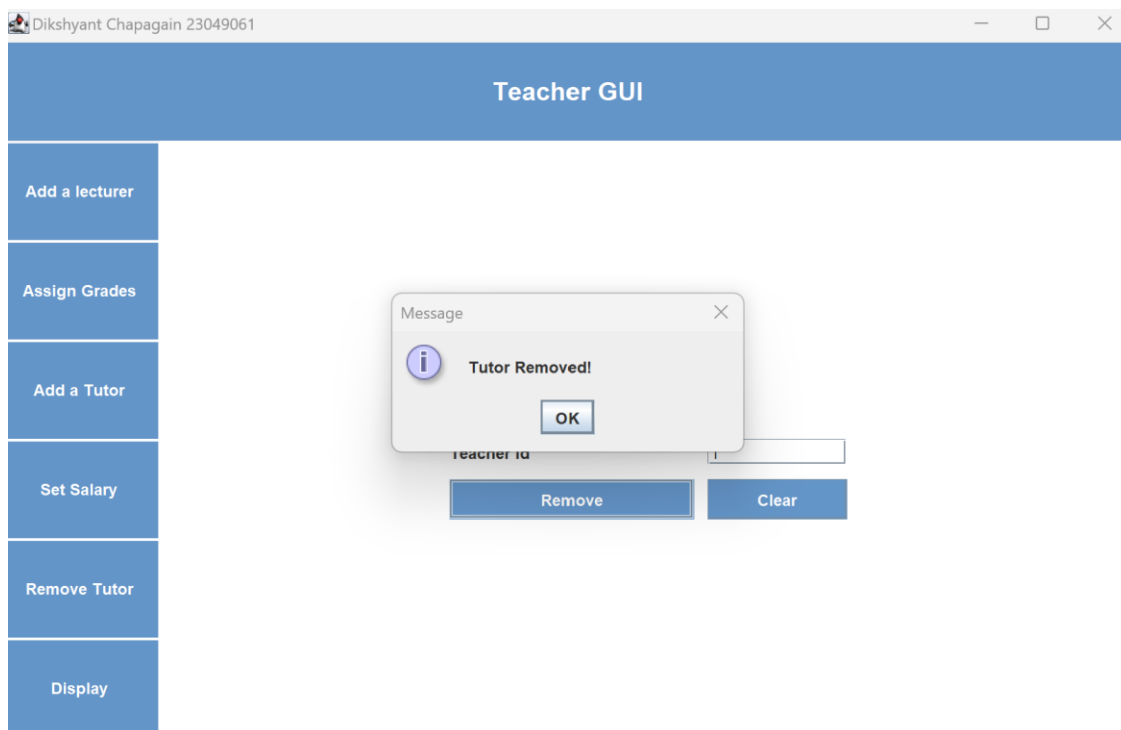 Dikshyant Chapagain 23049061
Teacher GUI
Add a lecturer
Assign Grades
Add a Tutor
Set Salary
Remove Tutor
Display
Message
i
Tutor Removed!
OK
Teacher Id
Remove
Clear